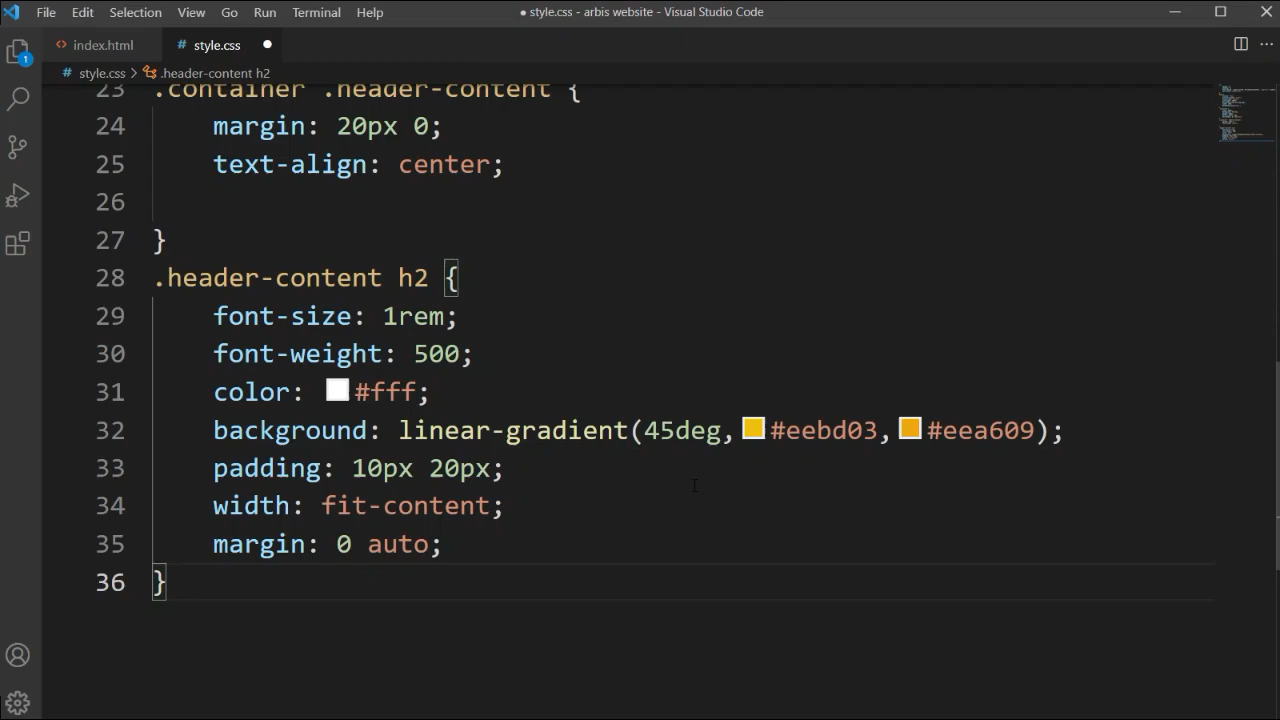 File Edit Selection View Go Run Terminal Help
● style.css - arbis website - Visual Studio Code
<> index.html
# style.css ●
# style.css > .header-content h2
1
23 .container .header-content {
24 margin: 20px 0;
25 text-align: center;
26
27 }
28 .header-content h2 {
29 font-size: 1rem;
30 font-weight: 500;
31 color: #fff;
32 background: linear-gradient(45deg,#eebd03,#eea609);
33 padding: 10px 20px;
34 width: fit-content;
35 margin: 0 auto;
36 }